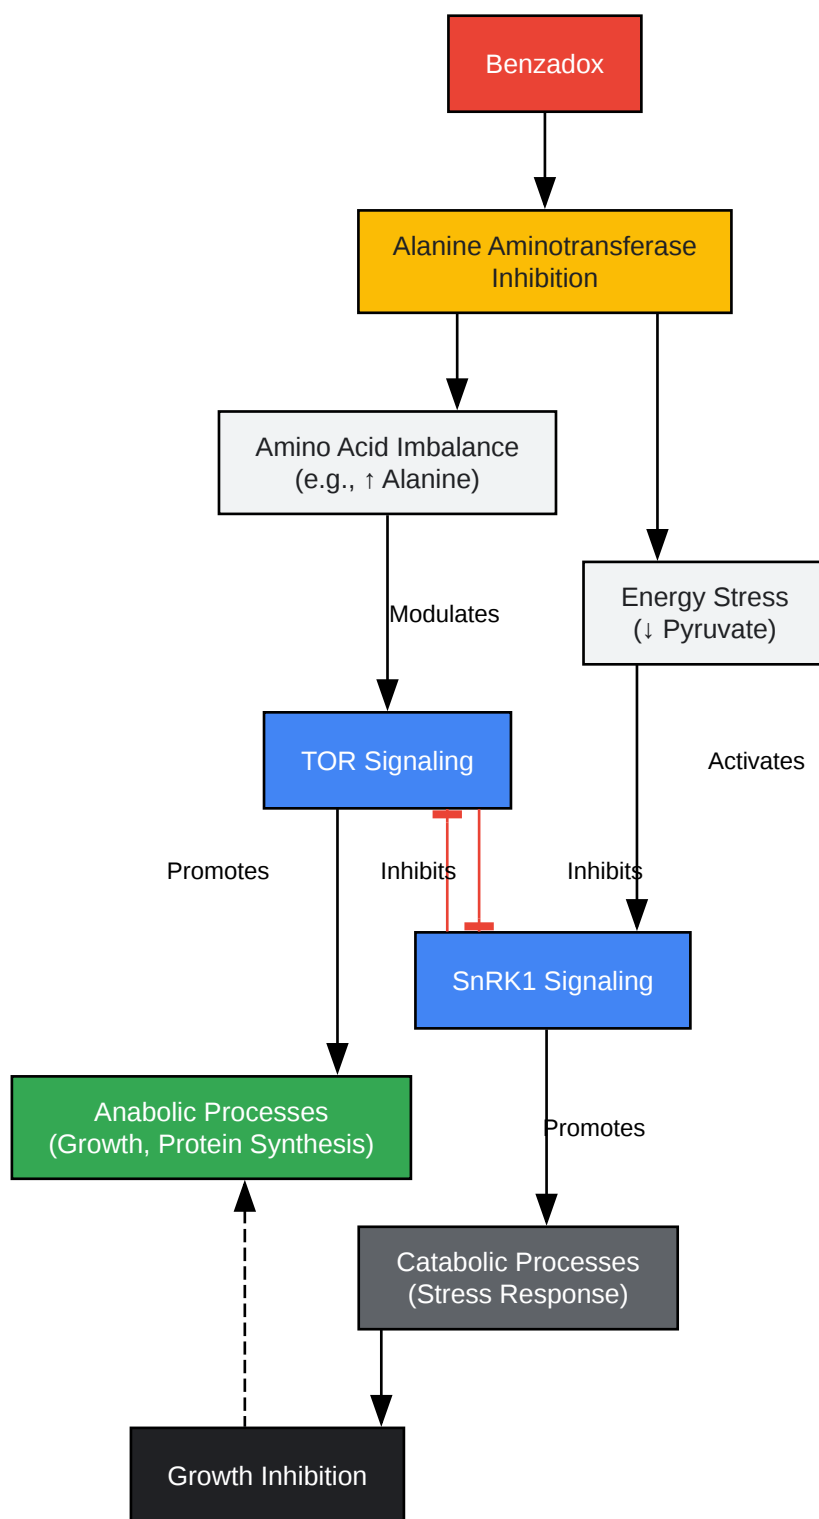 Benzadox
Alanine Aminotransferase
Inhibition
Amino Acid Imbalance
(e.g., ↑ Alanine)
Energy Stress
(↓ Pyruvate)
Modulates
TOR Signaling
Activates
Promotes
Inhibits
Inhibits
SnRK1 Signaling
Anabolic Processes
(Growth, Protein Synthesis)
Promotes
Catabolic Processes
(Stress Response)
Growth Inhibition